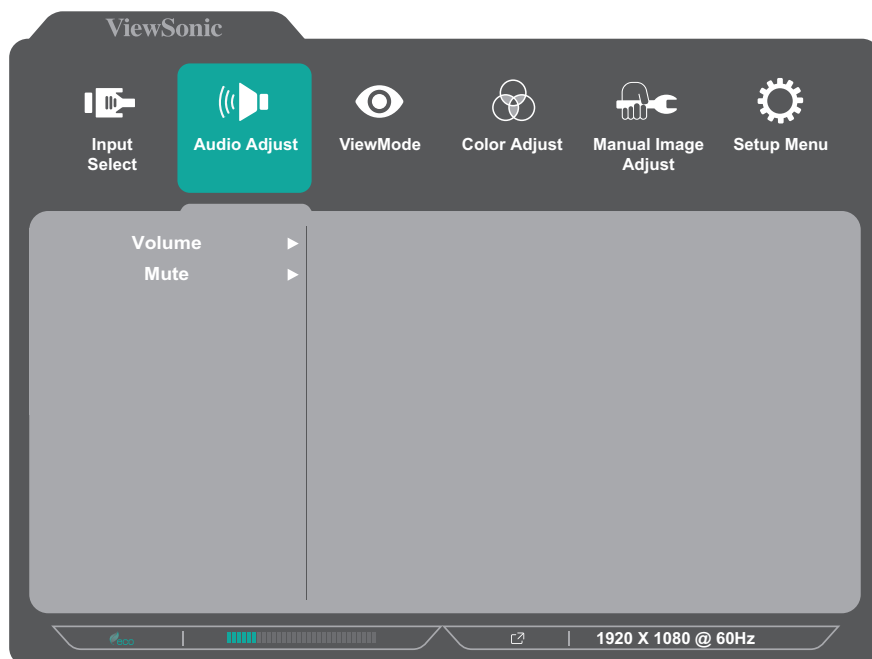 ViewSonic
Input
Select
Audio Adjust
ViewMode
Color Adjust
Manual Image
Adjust
Setup Menu
Volume
Mute
eco
1920 X 1080 @ 60Hz